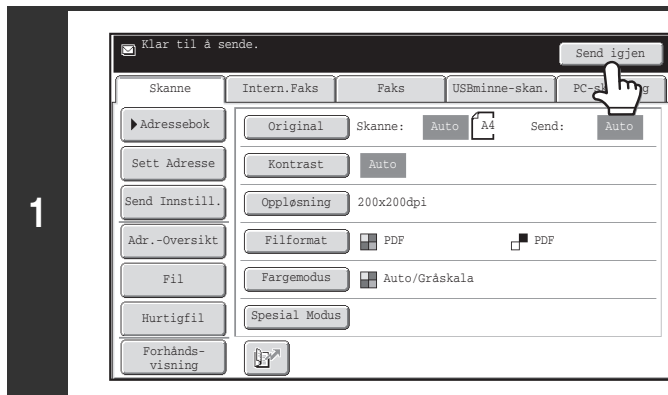 1
Klar til å sende.
Send igjen
Skanne
Intern.Faks
Faks
USBminne-skan.
Adressebok
Original
Skanne:
Auto
A4
Send:
Auto
Sett Adresse
Kontrast
Auto
Send Innstill.
Oppløsning
200x200dpi
Adr.-Oversikt
Filformat
PDF
PDF
Fil
Fargemodus
Auto/Gråskala
Hurtigfil
Spesial Modus
Forhånds-
visning